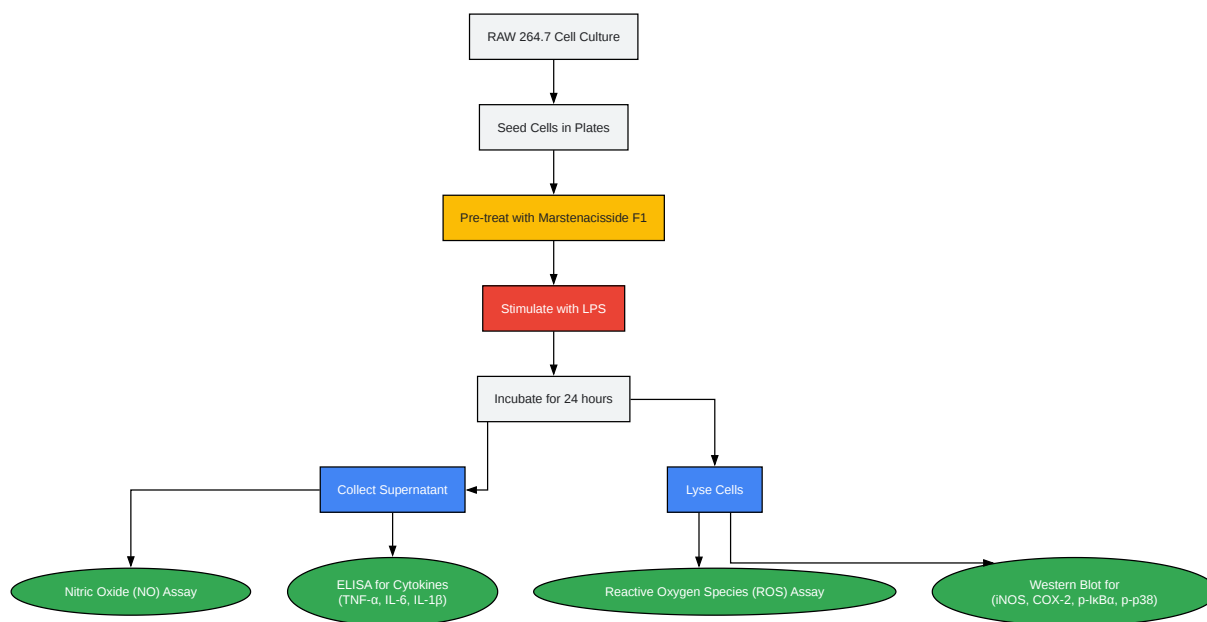 RAW 264.7 Cell Culture
Seed Cells in Plates
Pre-treat with Marstenacisside F1
Stimulate with LPS
Incubate for 24 hours
Collect Supernatant
Lyse Cells
Nitric Oxide (NO) Assay
ELISA for Cytokines
(TNF-α, IL-6, IL-1β)
Reactive Oxygen Species (ROS) Assay
Western Blot for
(iNOS, COX-2, p-IκBα, p-p38)